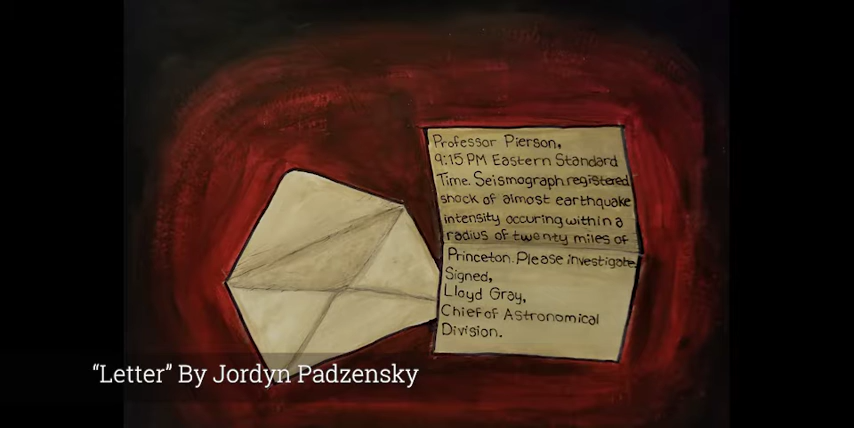 Professor Pierson,
9:15 PM Eastern Standard
Time. Seismograph registered
shock of almost earthquake
intensity occuring within a
radius of twenty miles of
Princeton. Please investigate.
Signed,
Lloyd Gray,
Chief of Astronomical
Division.
“Letter” By Jordyn Padzensky